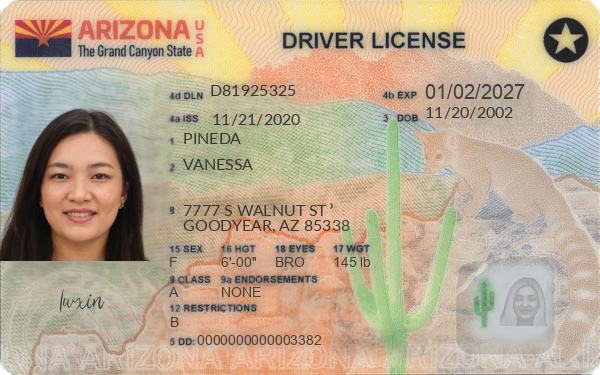 ARIZONA USA
The Grand Canyon State
DRIVER LICENSE
4d DLN D81925325
4b EXP 01/02/2027
4a ISS 11/21/2020
3 DOB 11/20/2002
1 PINEDA
2 VANESSA
8 7777 S WALNUT ST
GOODYEAR, AZ 85338
15 SEX 16 HGT 18 EYES 17 WGT
F 6'-00" BRO 145 lb
9 CLASS 9a ENDORSEMENTS
A NONE
12 RESTRICTIONS
B
5 DD: 0000000000003382
ARIZONA ARIZONA ARIZONA ARIZONA